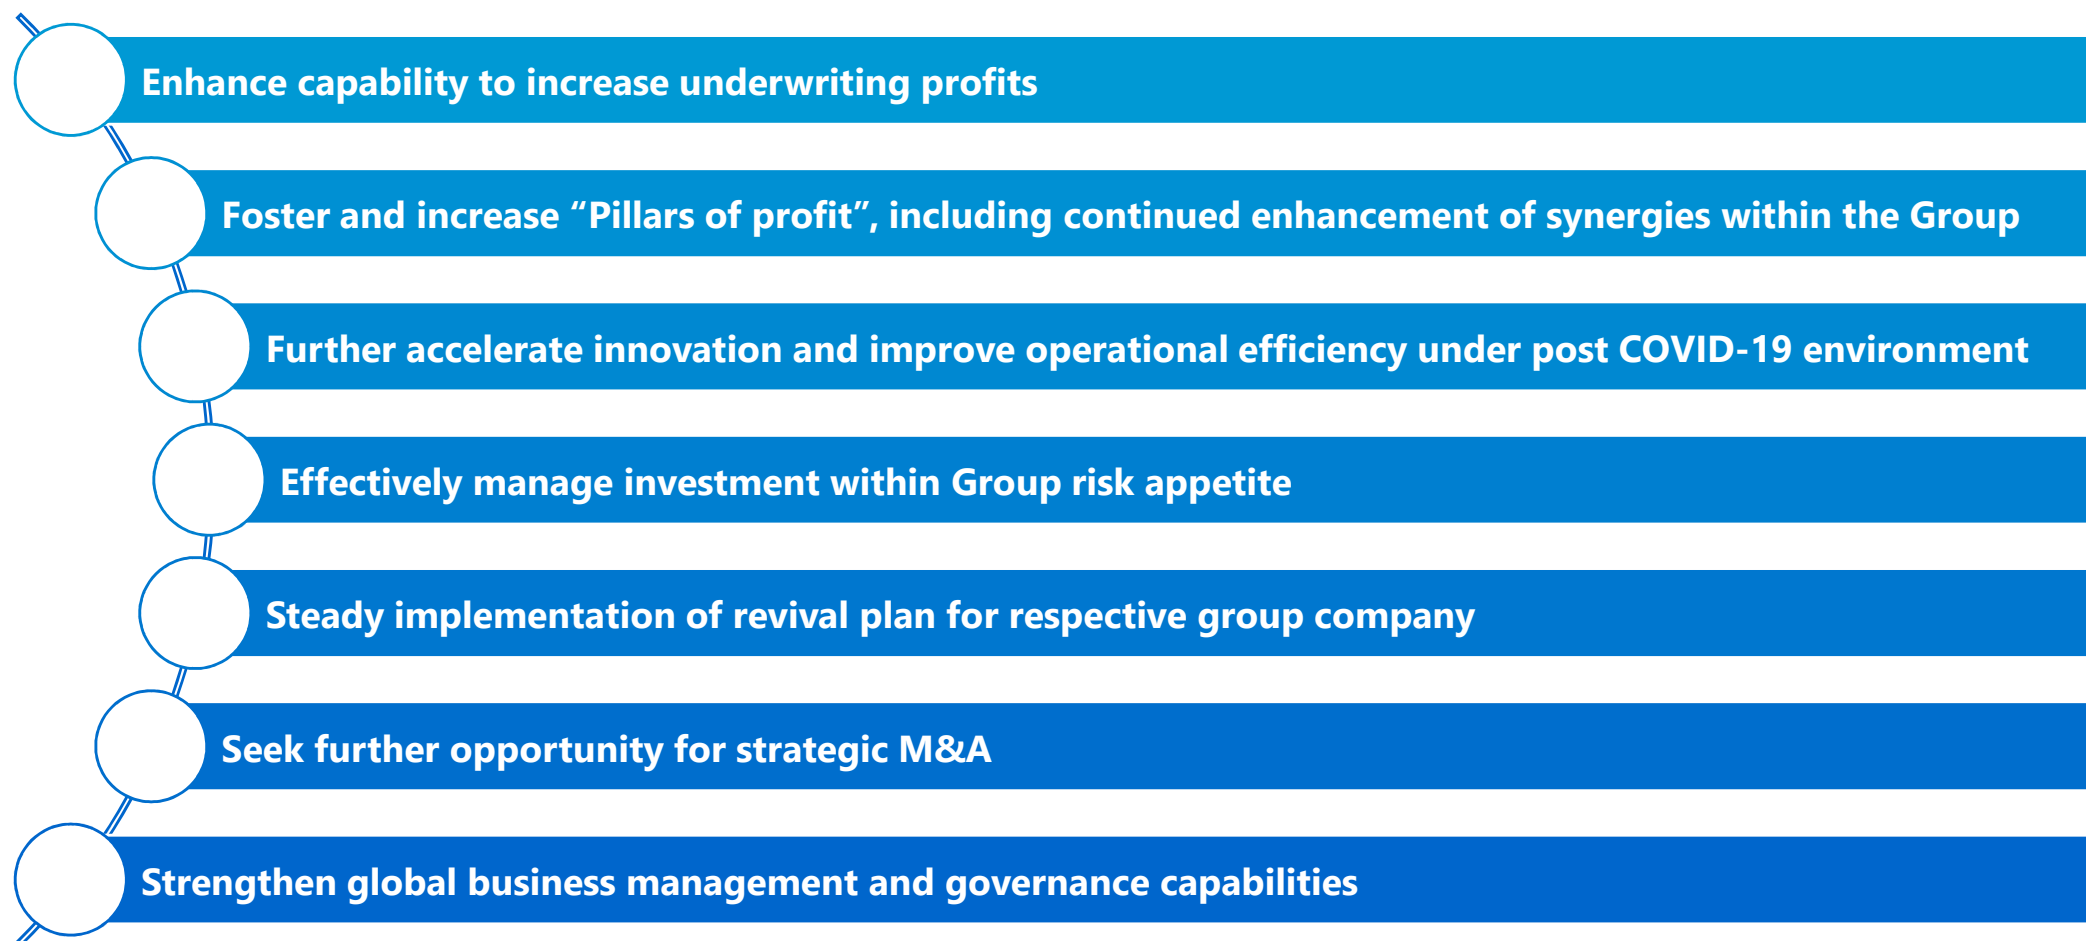 Enhance capability to increase underwriting profits
Foster and increase “Pillars of profit”, including continued enhancement of synergies within the Group
Further accelerate innovation and improve operational efficiency under post COVID-19 environment
Effectively manage investment within Group risk appetite
Steady implementation of revival plan for respective group company
Seek further opportunity for strategic M&A
Strengthen global business management and governance capabilities